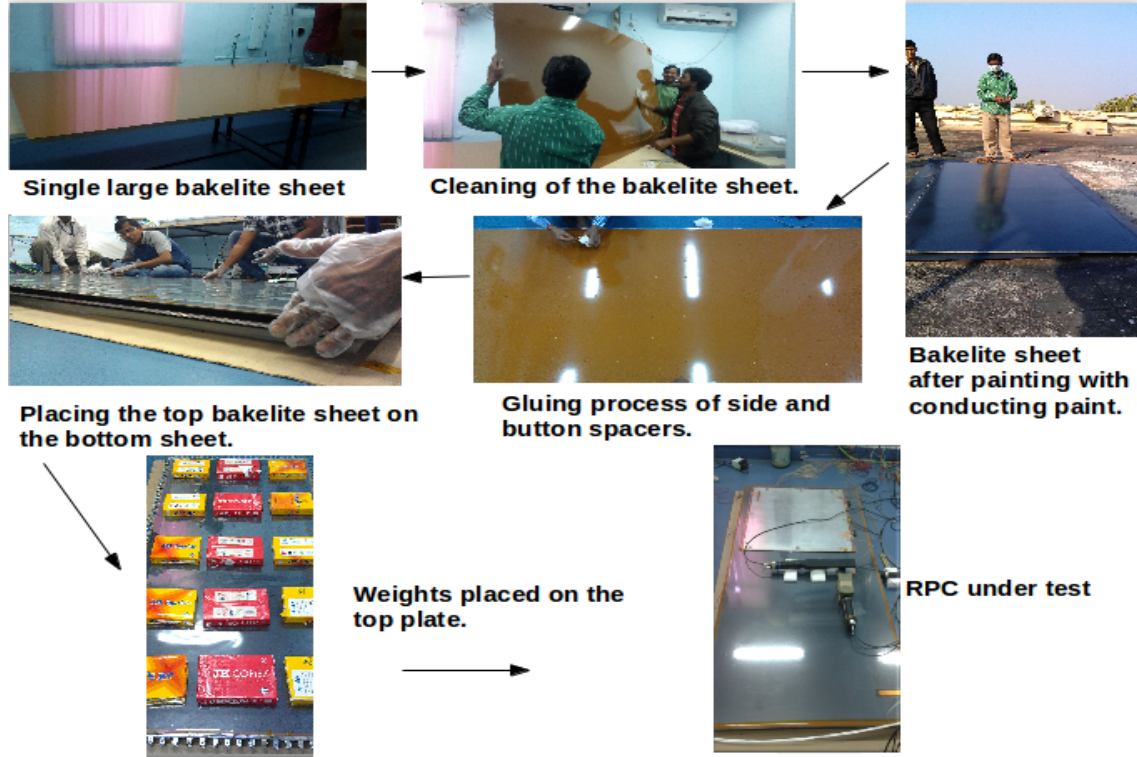 Single large bakelite sheet
Cleaning of the bakelite sheet.
Bakelite sheet
after painting with
conducting paint.
Gluing process of side and
button spacers.
Placing the top bakelite sheet on
the bottom sheet.
JK COPIER
Weights placed on the
top plate.
RPC under test